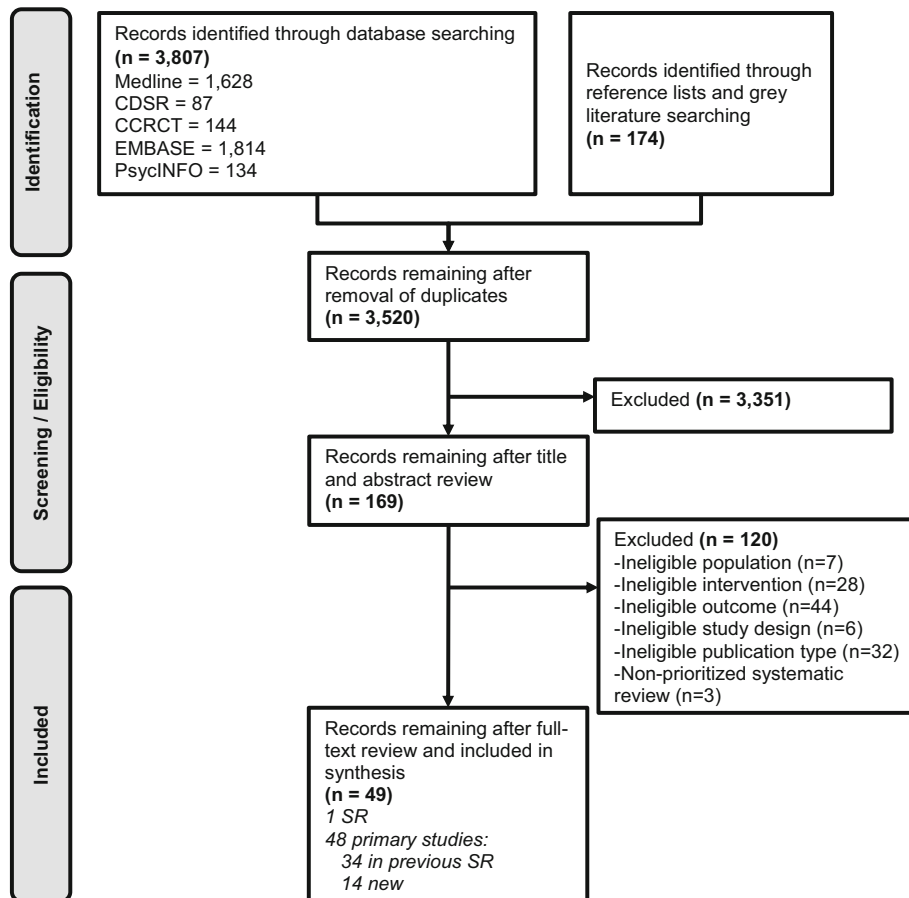 Identification
Records identified through database searching
(n = 3,807)
Medline = 1,628
CDSR = 87
CCRCT = 144
EMBASE = 1,814
PsycINFO = 134
Records identified through
reference lists and grey
literature searching
(n = 174)
Screening / Eligibility
Records remaining after
removal of duplicates
(n = 3,520)
Excluded (n = 3,351)
Records remaining after title
and abstract review
(n = 169)
Excluded (n = 120)
-Ineligible population (n=7)
-Ineligible intervention (n=28)
-Ineligible outcome (n=44)
-Ineligible study design (n=6)
-Ineligible publication type (n=32)
-Non-prioritized systematic
review (n=3)
Included
Records remaining after full-
text review and included in
synthesis
(n = 49)
1 SR
48 primary studies:
34 in previous SR
14 new